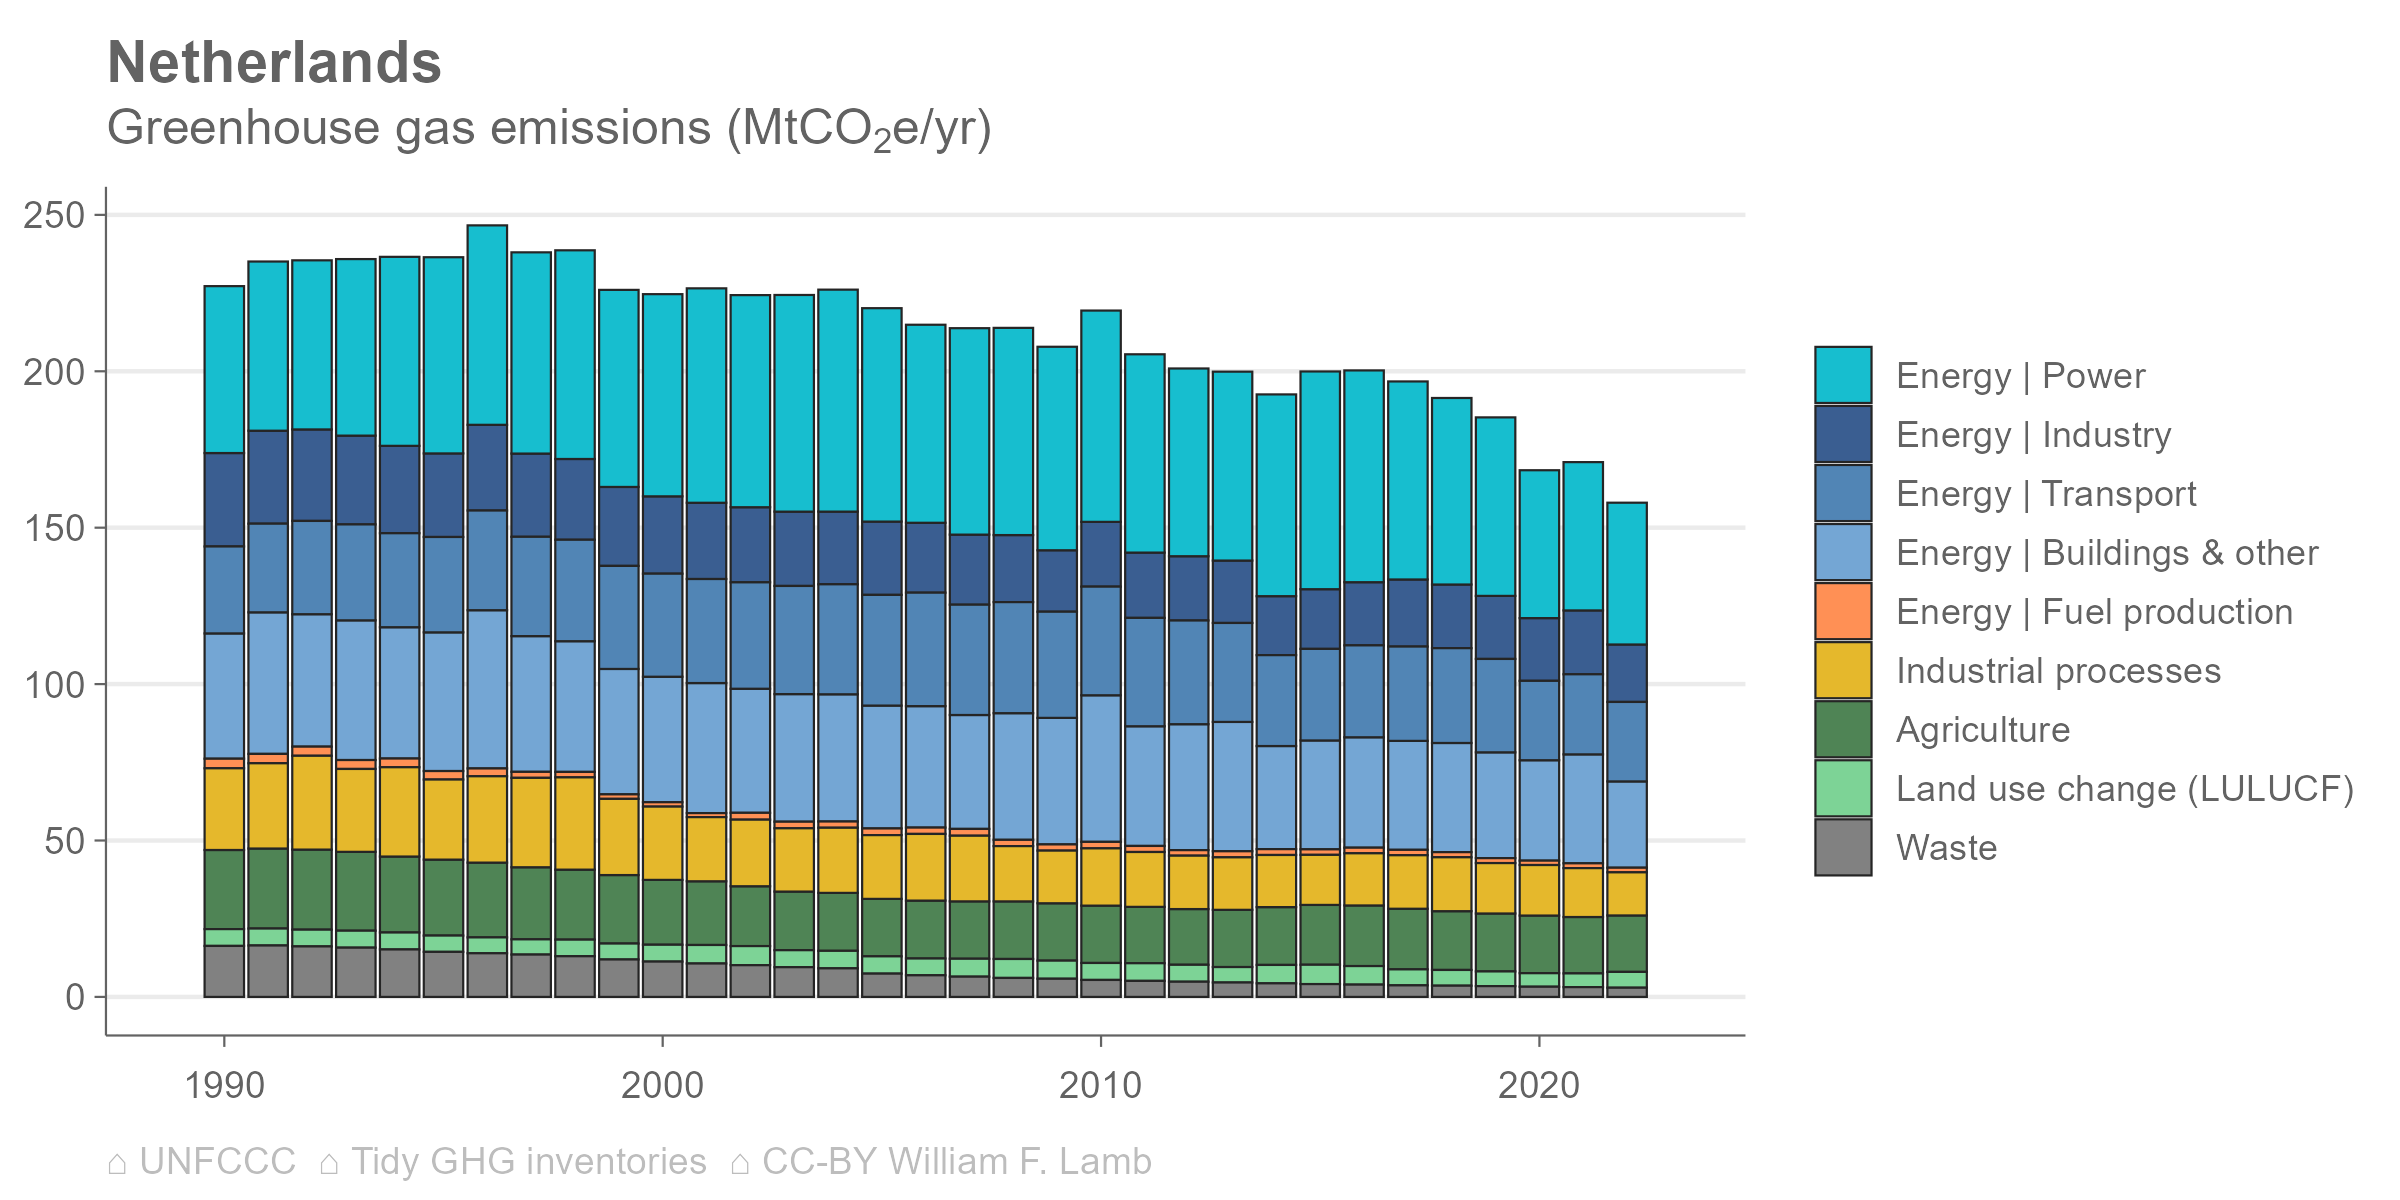 Netherlands
Greenhouse gas emissions (MtCO₂e/yr)
250
200
150
100
50
0
1990 2000 2010 2020
Energy | Power
Energy | Industry
Energy | Transport
Energy | Buildings & other
Energy | Fuel production
Industrial processes
Agriculture
Land use change (LULUCF)
Waste
⌂ UNFCCC ⌂ Tidy GHG inventories ⌂ CC-BY William F. Lamb